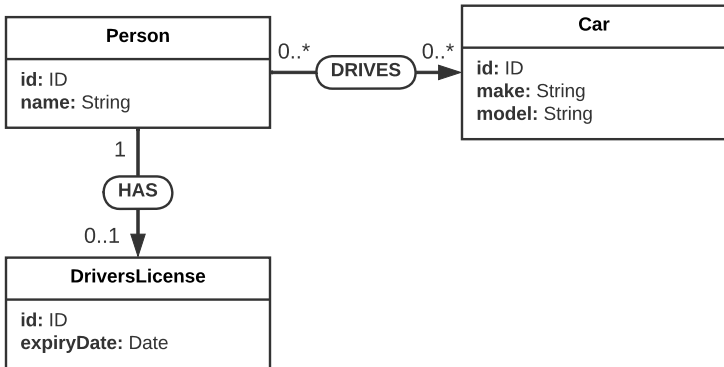 Person
id: ID
name: String
0..*
DRIVES
0..*
Car
id: ID
make: String
model: String
1
HAS
0..1
DriversLicense
id: ID
expiryDate: Date